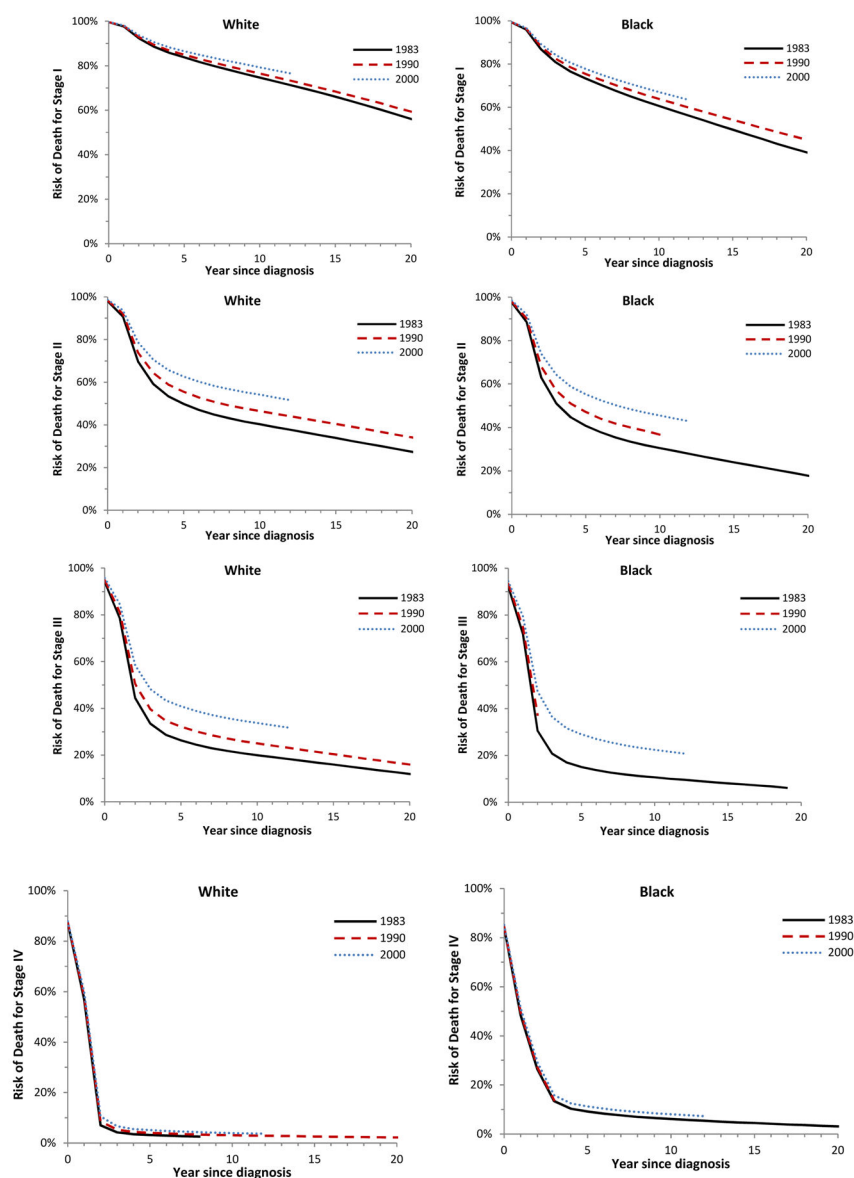 White
Risk of Death for Stage I
100%
80%
60%
40%
20%
0%
1983
1990
2000
0 5 10 15 20
Year since diagnosis
Black
Risk of Death for Stage I
100%
80%
60%
40%
20%
0%
1983
1990
2000
0 5 10 15 20
Year since diagnosis
White
Risk of Death for Stage II
100%
80%
60%
40%
20%
0%
1983
1990
2000
0 5 10 15 20
Year since diagnosis
Black
Risk of Death for Stage II
100%
80%
60%
40%
20%
0%
1983
1990
2000
0 5 10 15 20
Year since diagnosis
White
Risk of Death for Stage III
100%
80%
60%
40%
20%
0%
1983
1990
2000
0 5 10 15 20
Year since diagnosis
Black
Risk of Death for Stage III
100%
80%
60%
40%
20%
0%
1983
1990
2000
0 5 10 15 20
Year since diagnosis
White
Risk of Death for Stage IV
100%
80%
60%
40%
20%
0%
1983
1990
2000
0 5 10 15 20
Year since diagnosis
Black
Risk of Death for Stage IV
100%
80%
60%
40%
20%
0%
1983
1990
2000
0 5 10 15 20
Year since diagnosis